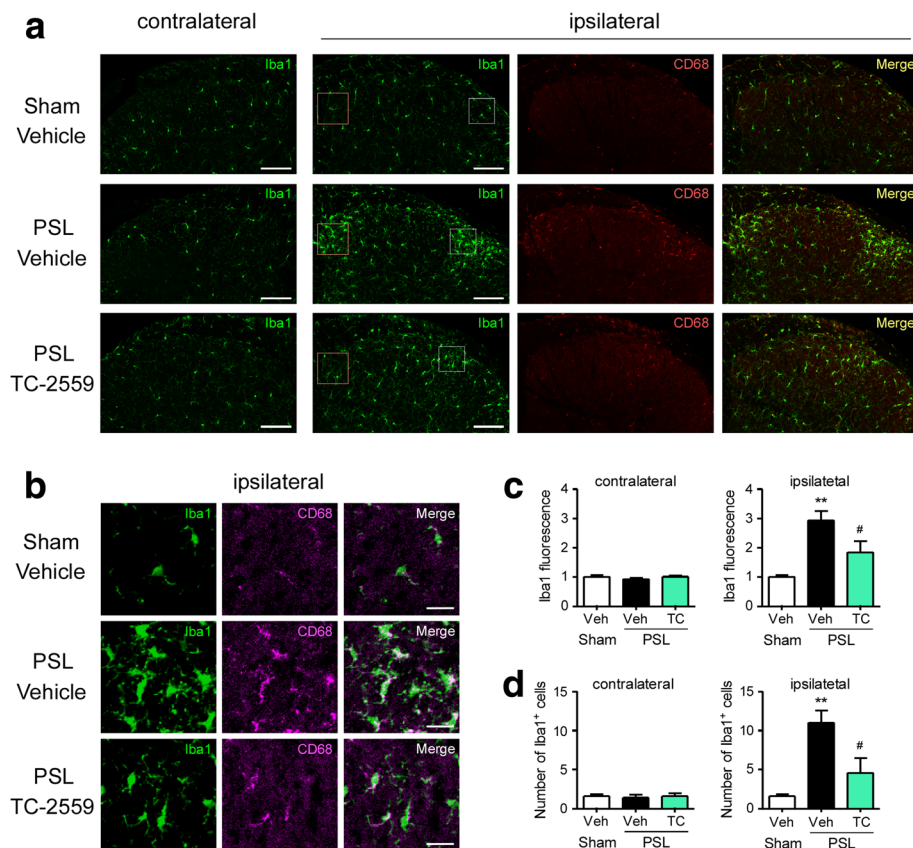 a
contralateral
ipsilateral
Sham
Vehicle
Iba1
Iba1
CD68
Merge
PSL
Vehicle
Iba1
Iba1
CD68
Merge
PSL
TC-2559
Iba1
Iba1
CD68
Merge
b
ipsilateral
Sham
Vehicle
Iba1
CD68
Merge
PSL
Vehicle
Iba1
CD68
Merge
PSL
TC-2559
Iba1
CD68
Merge
c
contralateral
Iba1 fluorescence
4
3
2
1
0
Veh
Veh
TC
Sham
PSL
ipsilatetal
Iba1 fluorescence
4
3
2
1
0
**
#
Veh
Veh
TC
Sham
PSL
d
contralateral
Number of Iba1⁺ cells
15
10
5
0
Veh
Veh
TC
Sham
PSL
ipsilatetal
Number of Iba1⁺ cells
15
10
5
0
**
#
Veh
Veh
TC
Sham
PSL